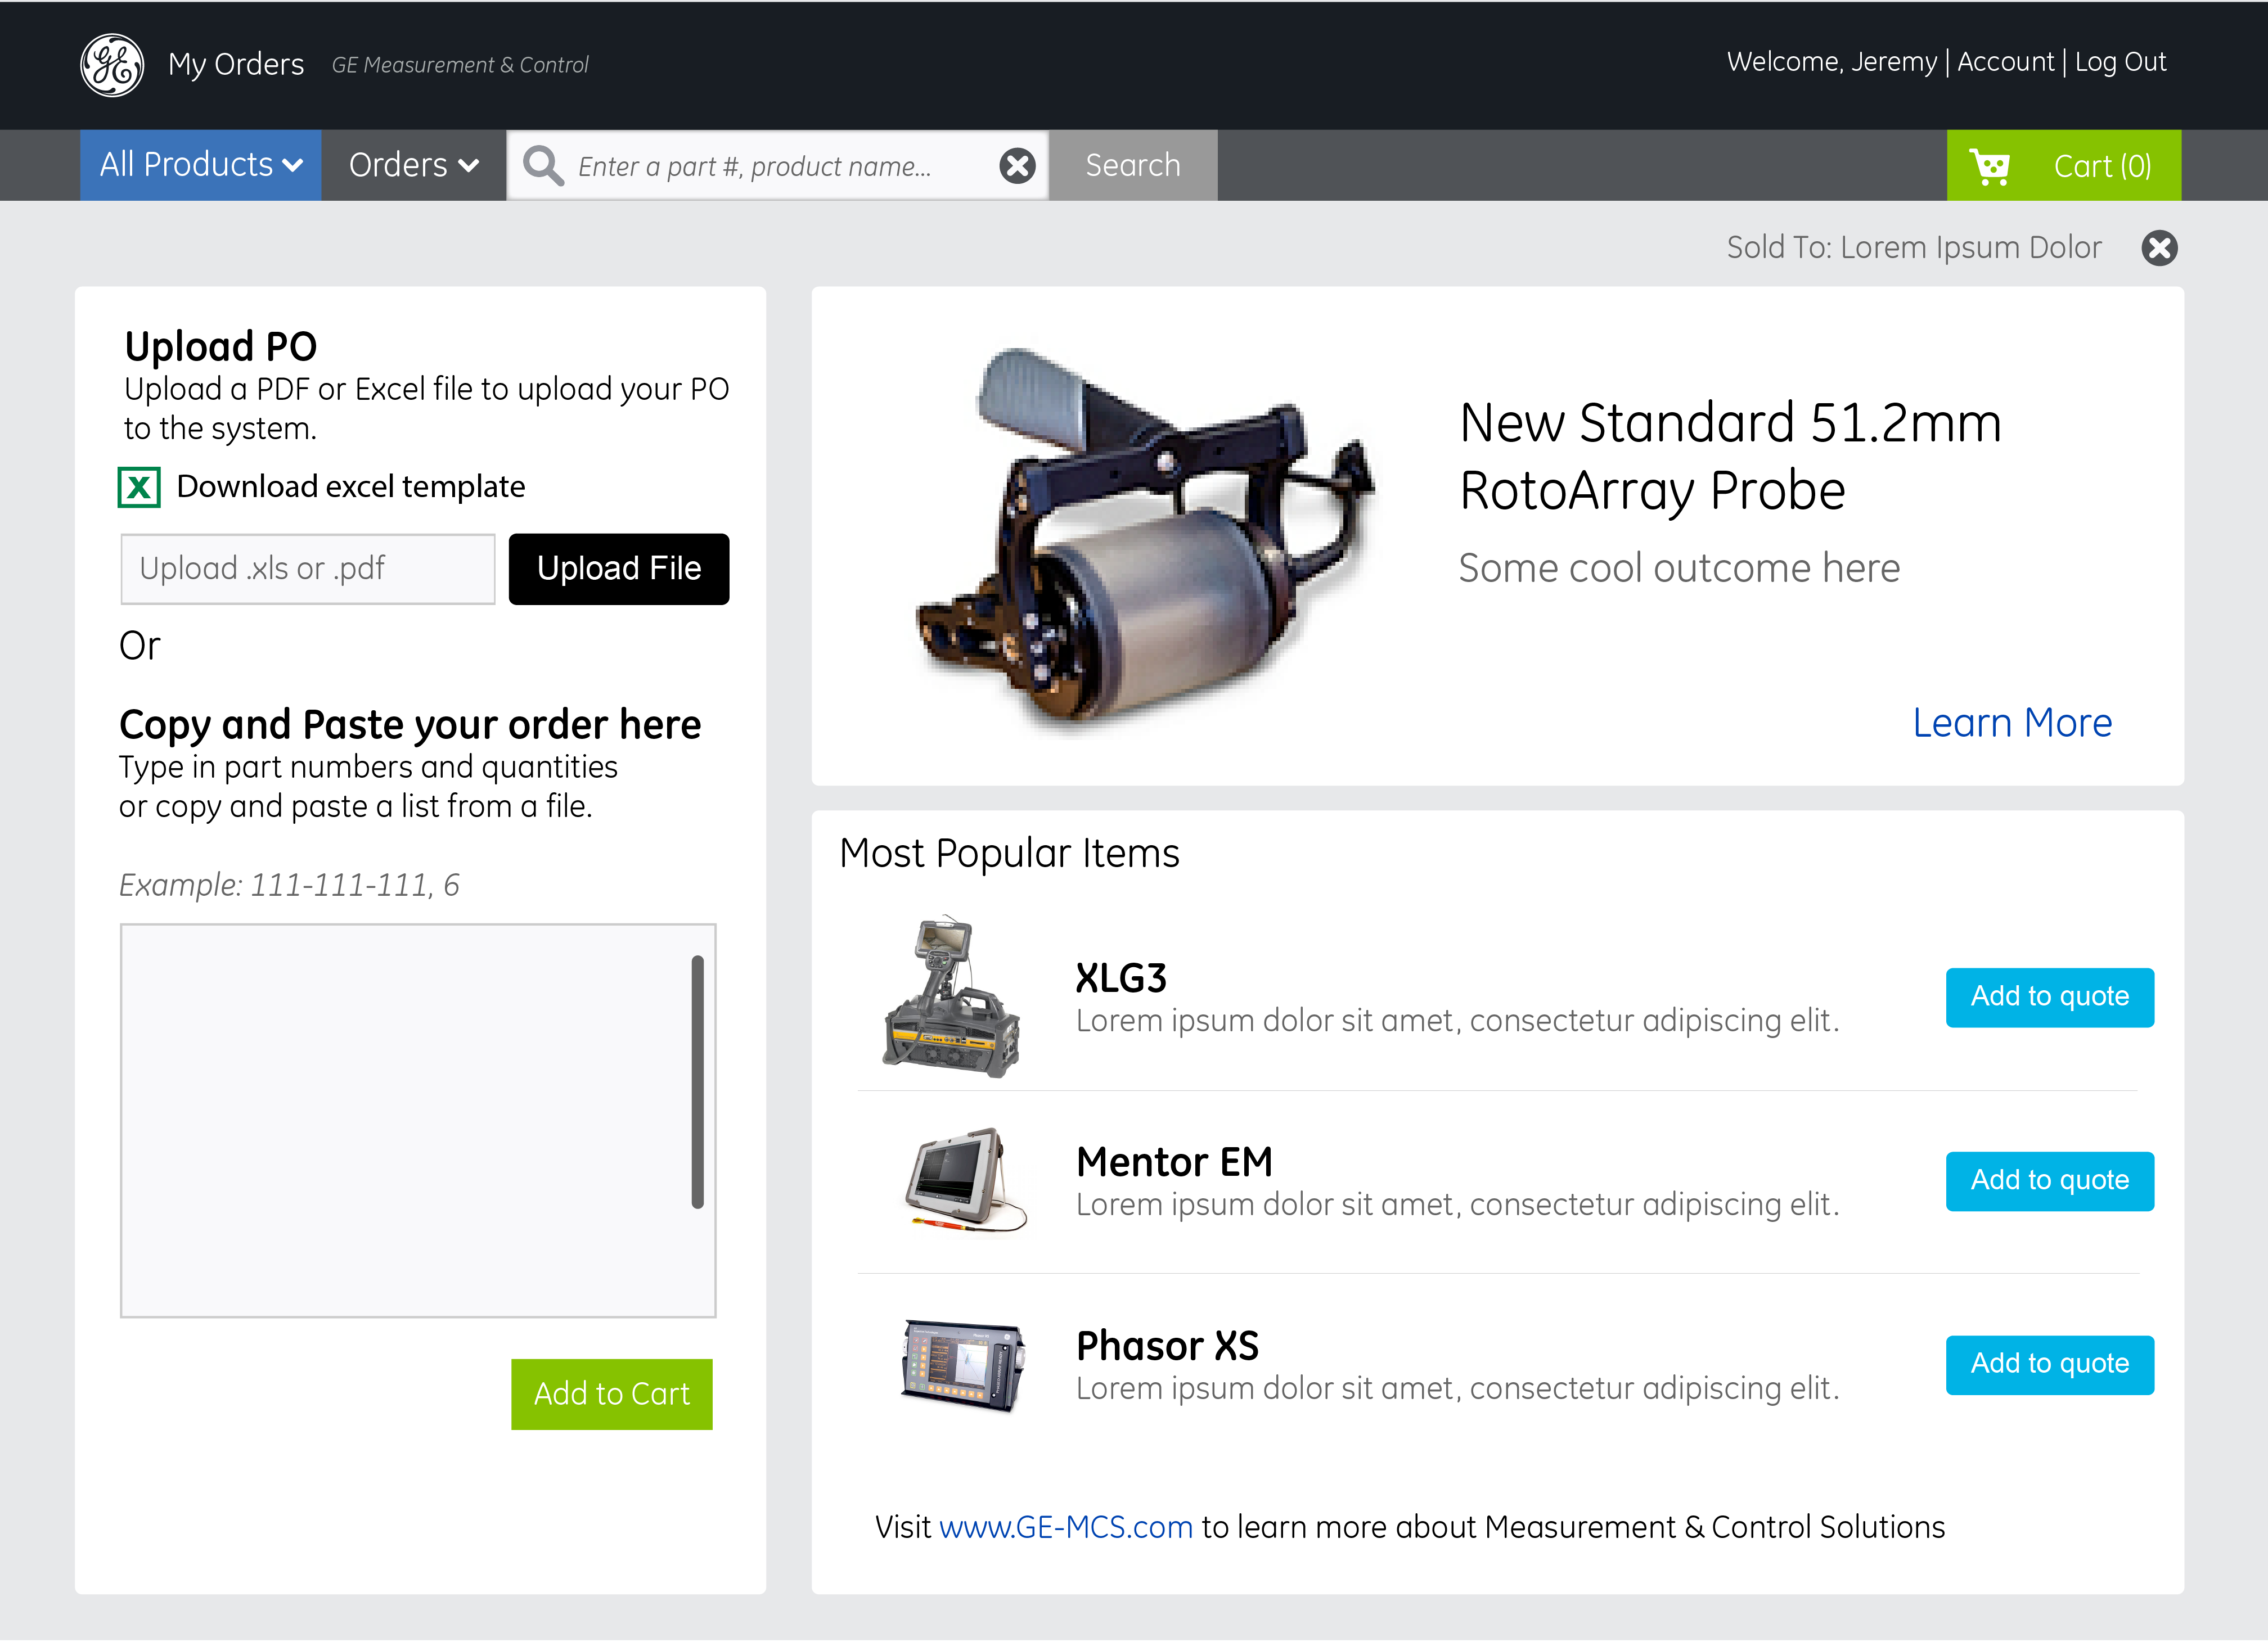 GE My Orders GE Measurement & Control
Welcome, Jeremy | Account | Log Out
All Products Orders Enter a part #, product name... Search Cart (0)
Sold To: Lorem Ipsum Dolor
Upload PO
Upload a PDF or Excel file to upload your PO
to the system.
X Download excel template
Upload .xls or .pdf Upload File
Or
Copy and Paste your order here
Type in part numbers and quantities
or copy and paste a list from a file.
Example: 111-111-111, 6
Add to Cart
New Standard 51.2mm
RotoArray Probe
Some cool outcome here
Learn More
Most Popular Items
XLG3
Lorem ipsum dolor sit amet, consectetur adipiscing elit.
Add to quote
Mentor EM
Lorem ipsum dolor sit amet, consectetur adipiscing elit.
Add to quote
Phasor XS
Lorem ipsum dolor sit amet, consectetur adipiscing elit.
Add to quote
Visit www.GE-MCS.com to learn more about Measurement & Control Solutions